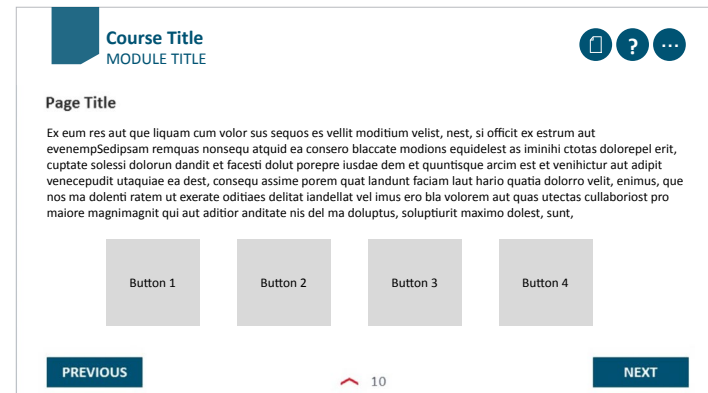 Course Title
MODULE TITLE
?
...
Page Title
Ex eum res aut que liquam cum volor sus sequos es vellit moditium velist, nest, si officit ex estrum aut
evenempSedipsam remquas nonsequ atquid ea consero blaccate modions equidelest as iminihi ctotas dolorepel erit,
cuptate solessi dolorun dandit et facesti dolut porepre iusdae dem et quuntisque arcim est et venihictur aut adipit
venecepudit utaquiae ea dest, consequ assime porem quat landunt faciam laut hario quatia dolorro velit, enimus, que
nos ma dolenti ratem ut exerate oditiaes delitat iandellat vel imus ero bla volorem aut quas utectas cullaboriost pro
maiore magnimagnit qui aut aditior anditate nis del ma doluptus, soluptiurit maximo dolest, sunt,
Button 1 Button 2 Button 3 Button 4
PREVIOUS 10 NEXT